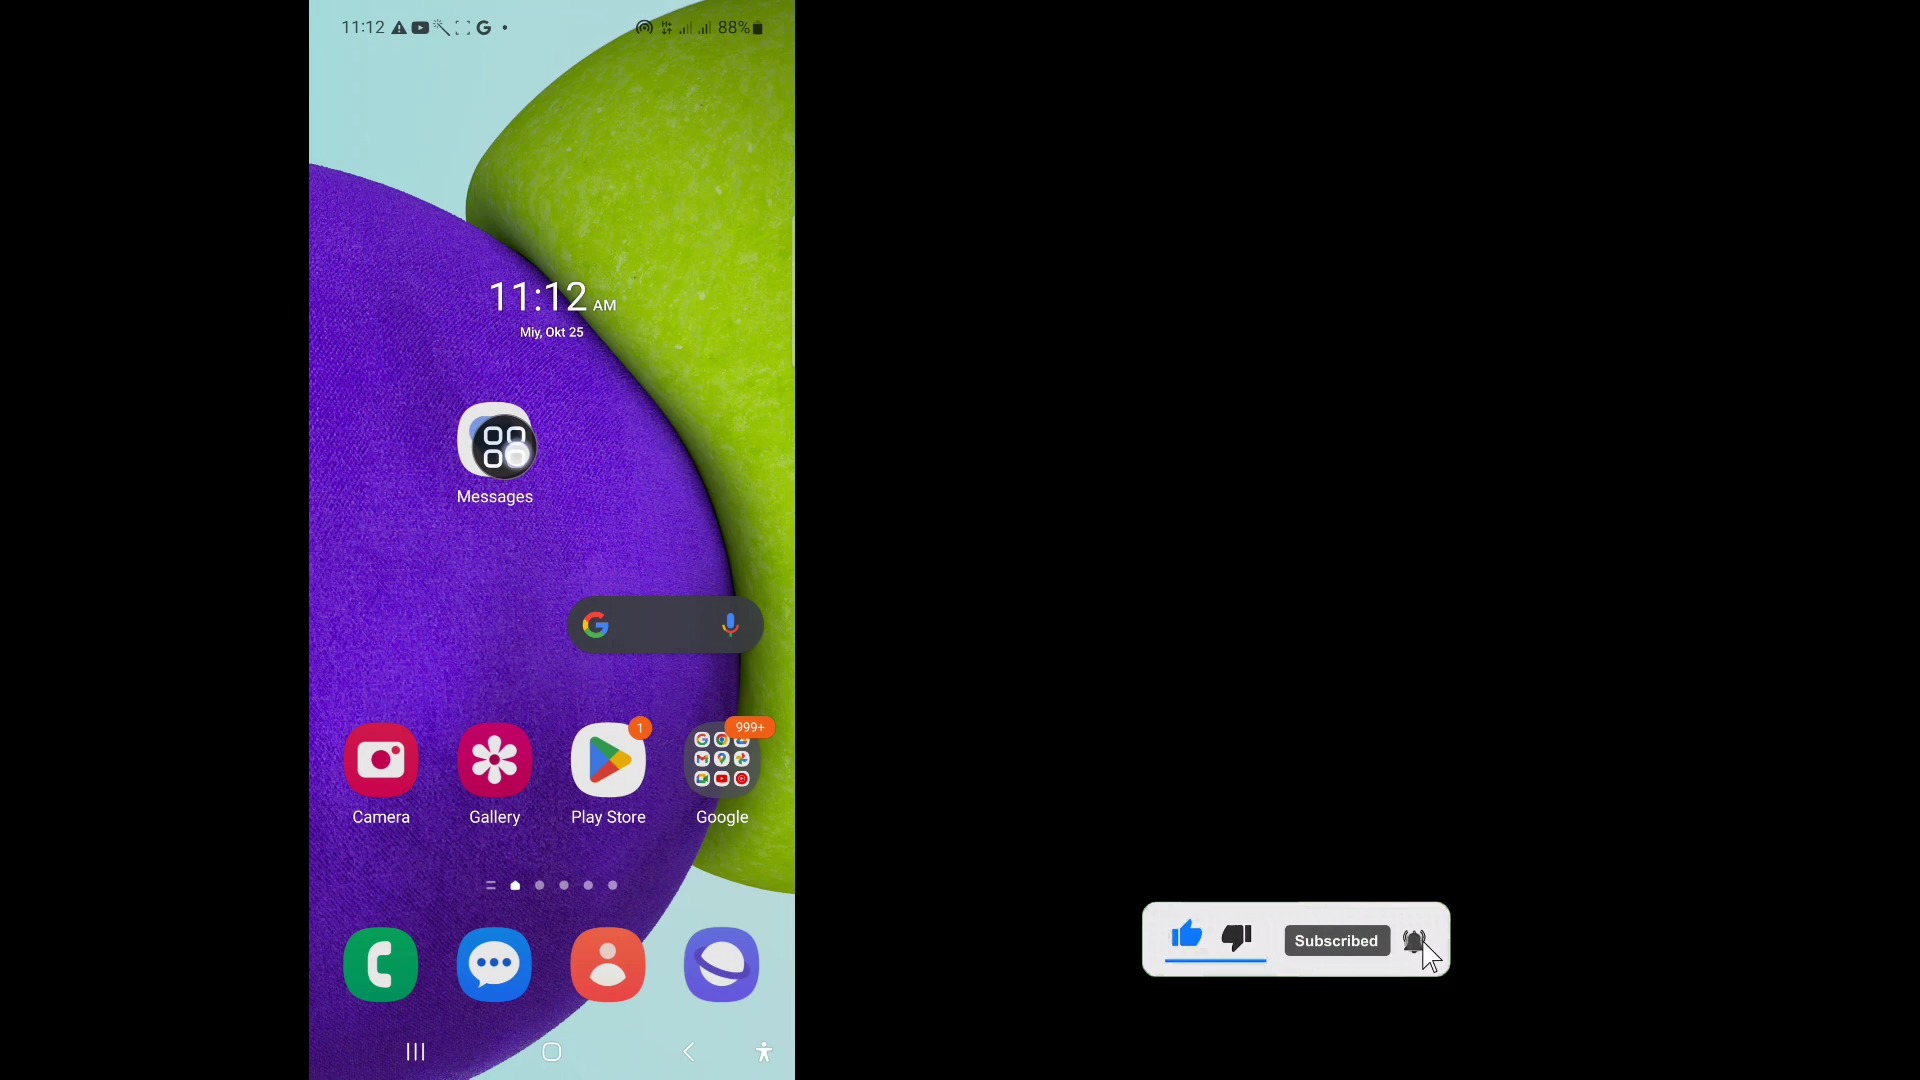 11:12
88%
11:12 AM
Miy, Okt 25
Messages
1
999+
Camera
Gallery
Play Store
Google
Subscribed